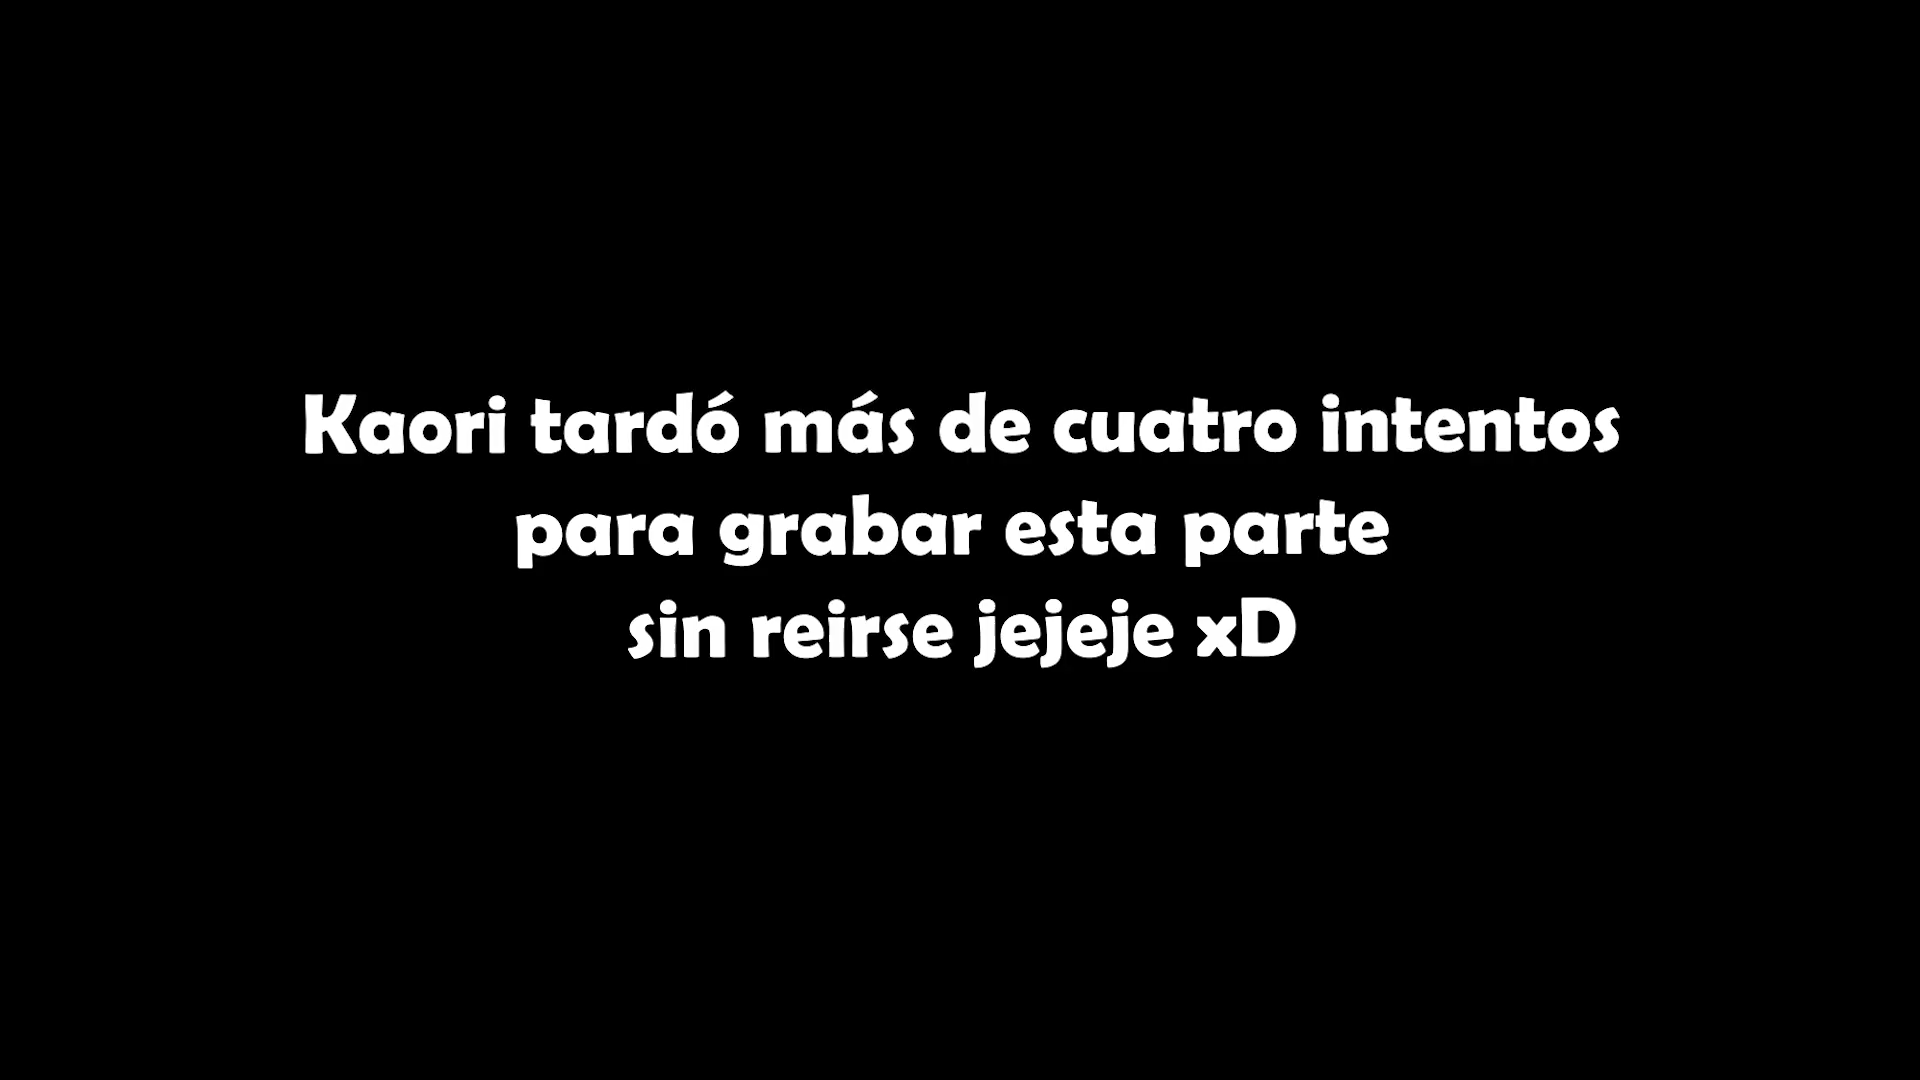 Kaori tardó más de cuatro intentos
para grabar esta parte
sin reirse jejeje xD